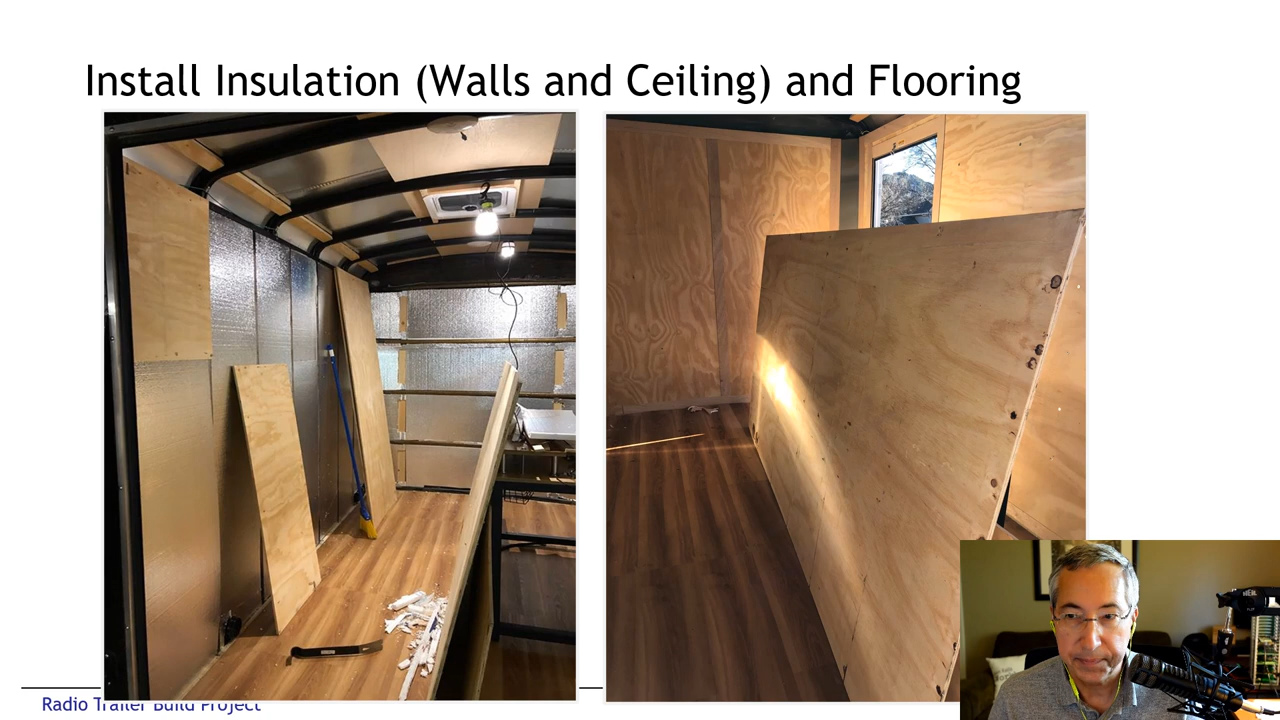 Install Insulation (Walls and Ceiling) and Flooring
Radio Trailer Build Project